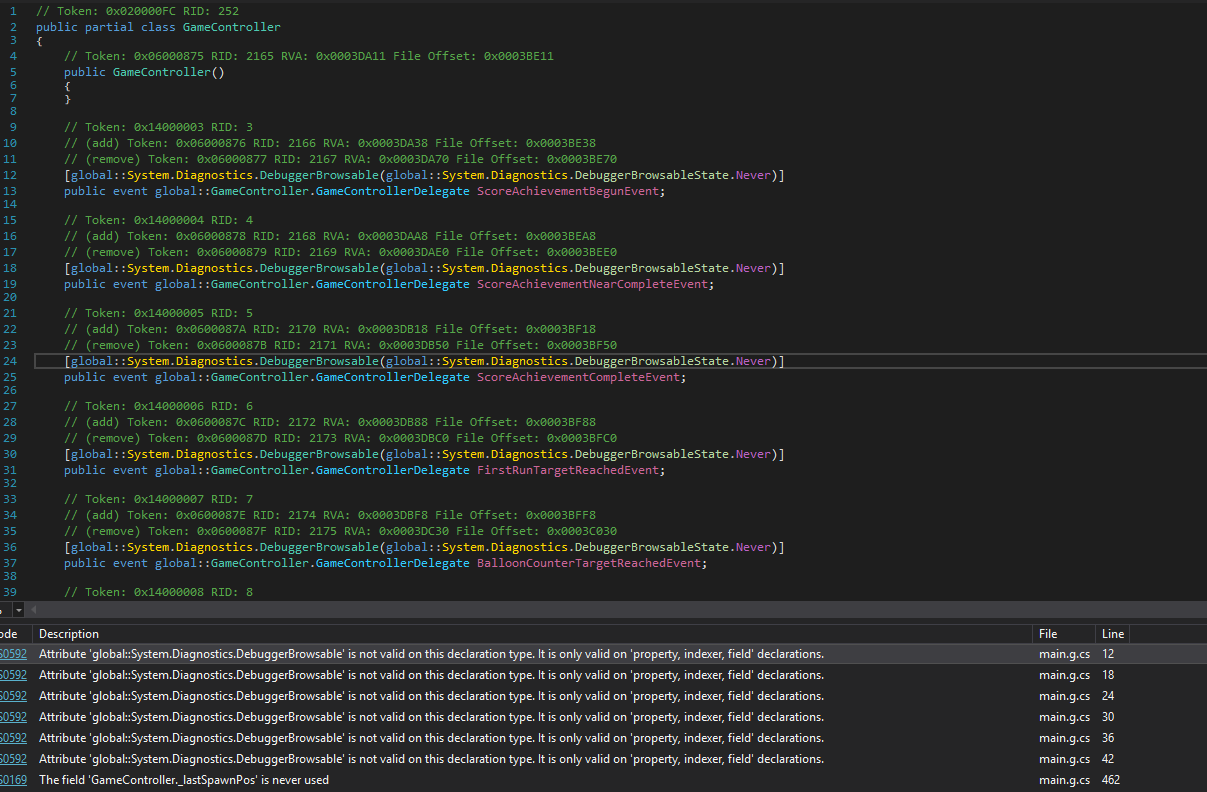 1 // Token: 0x020000FC RID: 252
2 public partial class GameController
3 {
4 // Token: 0x06000875 RID: 2165 RVA: 0x0003DA11 File Offset: 0x0003BE11
5 public GameController()
6 {
7 }
8
9 // Token: 0x14000003 RID: 3
10 // (add) Token: 0x06000876 RID: 2166 RVA: 0x0003DA38 File Offset: 0x0003BE38
11 // (remove) Token: 0x06000877 RID: 2167 RVA: 0x0003DA70 File Offset: 0x0003BE70
12 [global::System.Diagnostics.DebuggerBrowsable(global::System.Diagnostics.DebuggerBrowsableState.Never)]
13 public event global::GameController.GameControllerDelegate ScoreAchievementBegunEvent;
14
15 // Token: 0x14000004 RID: 4
16 // (add) Token: 0x06000878 RID: 2168 RVA: 0x0003DAA8 File Offset: 0x0003BEA8
17 // (remove) Token: 0x06000879 RID: 2169 RVA: 0x0003DAE0 File Offset: 0x0003BEE0
18 [global::System.Diagnostics.DebuggerBrowsable(global::System.Diagnostics.DebuggerBrowsableState.Never)]
19 public event global::GameController.GameControllerDelegate ScoreAchievementNearCompleteEvent;
20
21 // Token: 0x14000005 RID: 5
22 // (add) Token: 0x0600087A RID: 2170 RVA: 0x0003DB18 File Offset: 0x0003BF18
23 // (remove) Token: 0x0600087B RID: 2171 RVA: 0x0003DB50 File Offset: 0x0003BF50
24 [global::System.Diagnostics.DebuggerBrowsable(global::System.Diagnostics.DebuggerBrowsableState.Never)]
25 public event global::GameController.GameControllerDelegate ScoreAchievementCompleteEvent;
26
27 // Token: 0x14000006 RID: 6
28 // (add) Token: 0x0600087C RID: 2172 RVA: 0x0003DB88 File Offset: 0x0003BF88
29 // (remove) Token: 0x0600087D RID: 2173 RVA: 0x0003DBC0 File Offset: 0x0003BFC0
30 [global::System.Diagnostics.DebuggerBrowsable(global::System.Diagnostics.DebuggerBrowsableState.Never)]
31 public event global::GameController.GameControllerDelegate FirstRunTargetReachedEvent;
32
33 // Token: 0x14000007 RID: 7
34 // (add) Token: 0x0600087E RID: 2174 RVA: 0x0003DBF8 File Offset: 0x0003BFF8
35 // (remove) Token: 0x0600087F RID: 2175 RVA: 0x0003DC30 File Offset: 0x0003C030
36 [global::System.Diagnostics.DebuggerBrowsable(global::System.Diagnostics.DebuggerBrowsableState.Never)]
37 public event global::GameController.GameControllerDelegate BalloonCounterTargetReachedEvent;
38
39 // Token: 0x14000008 RID: 8
ode Description File Line
S0592 Attribute 'global::System.Diagnostics.DebuggerBrowsable' is not valid on this declaration type. It is only valid on 'property, indexer, field' declarations. main.g.cs 12
S0592 Attribute 'global::System.Diagnostics.DebuggerBrowsable' is not valid on this declaration type. It is only valid on 'property, indexer, field' declarations. main.g.cs 18
S0592 Attribute 'global::System.Diagnostics.DebuggerBrowsable' is not valid on this declaration type. It is only valid on 'property, indexer, field' declarations. main.g.cs 24
S0592 Attribute 'global::System.Diagnostics.DebuggerBrowsable' is not valid on this declaration type. It is only valid on 'property, indexer, field' declarations. main.g.cs 30
S0592 Attribute 'global::System.Diagnostics.DebuggerBrowsable' is not valid on this declaration type. It is only valid on 'property, indexer, field' declarations. main.g.cs 36
S0592 Attribute 'global::System.Diagnostics.DebuggerBrowsable' is not valid on this declaration type. It is only valid on 'property, indexer, field' declarations. main.g.cs 42
S0169 The field 'GameController._lastSpawnPos' is never used main.g.cs 462